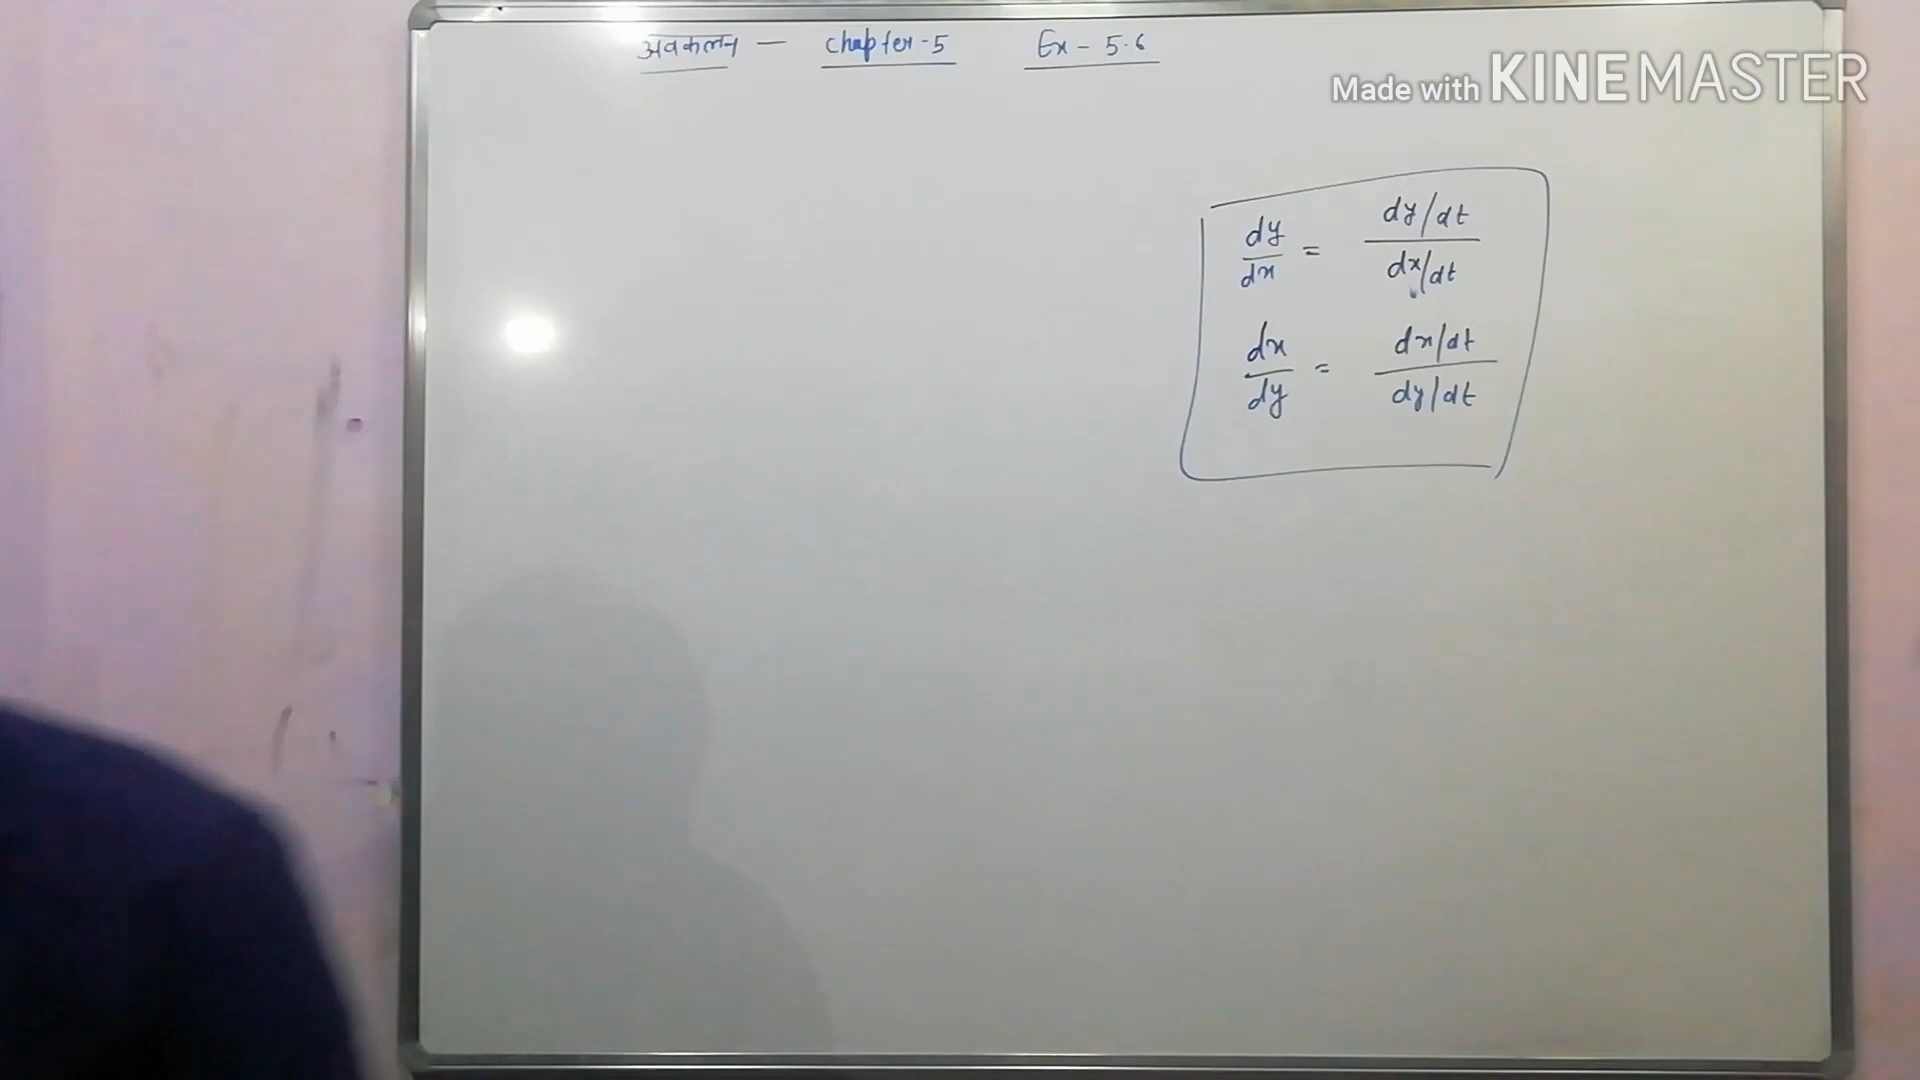 अवकलन — Chapter-5 Ex - 5.6
Made with KINEMASTER
dy/dx = (dy/dt)/(dx/dt)
dx/dy = (dx/dt)/(dy/dt)